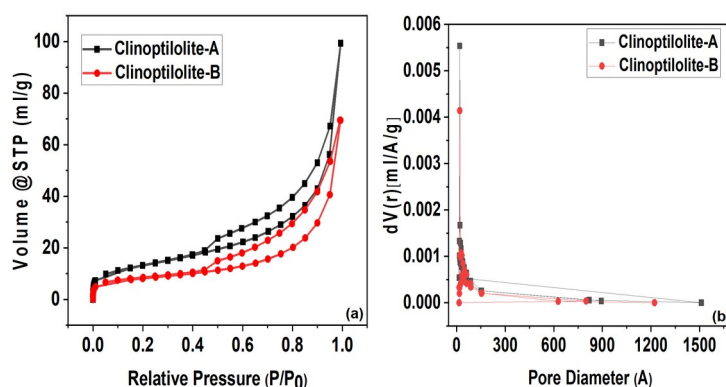 Clinoptilolite-A
Clinoptilolite-B
Volume @STP (ml/g)
100
80
60
40
20
0
0.0 0.2 0.4 0.6 0.8 1.0
Relative Pressure (P/P0)
(a)
Clinoptilolite-A
Clinoptilolite-B
dV(r)[ml/A/g]
0.006
0.005
0.004
0.003
0.002
0.001
0.000
0 300 600 900 1200 1500
Pore Diameter (A)
(b)